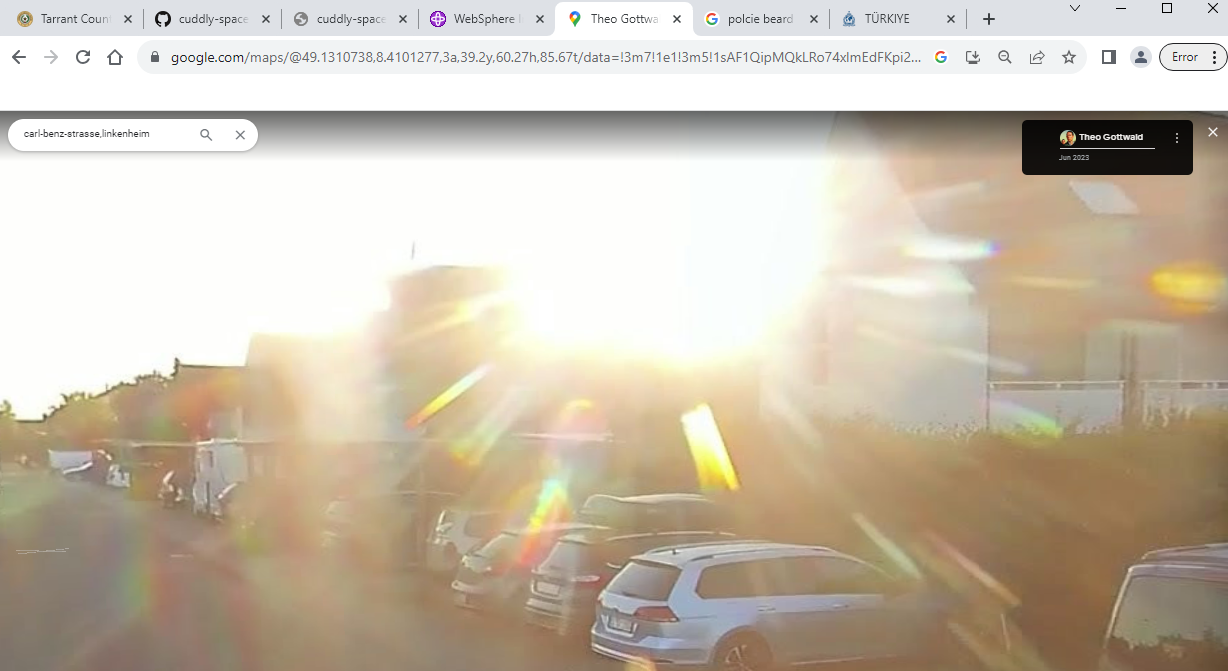 Tarrant Coun
cuddly-space
cuddly-space
WebSphere l
Theo Gottwa
polcie beard
TÜRKIYE
google.com/maps/@49.1310738,8.4101277,3a,39.2y,60.27h,85.67t/data=!3m7!1e1!3m5!1sAF1QipMQkLRo74xlmEdFKpi2...
Error
carl-benz-strasse,linkenheim
Theo Gottwald
Jun 2023